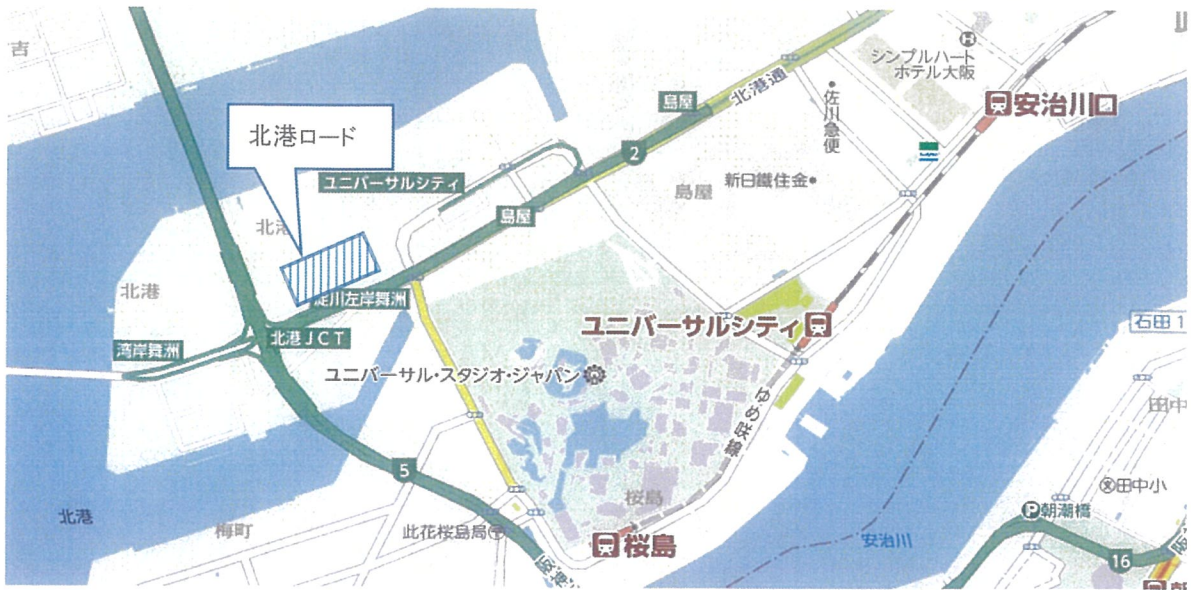 吉
シンプルハート
ホテル大阪
北港通
島屋
佐川急便
安治川口
北港ロード
2
ユニバーサルシティ
島屋
新日鐵住金
島屋
北港
北港
淀川左岸舞洲
ユニバーサルシティ
石田1
湾岸舞洲
北港JCT
ユニバーサル・スタジオ・ジャパン
ゆめ咲線
田中
5
桜島
田中小
北港
梅町
此花桜島局
桜島
安治川
P朝潮橋
16